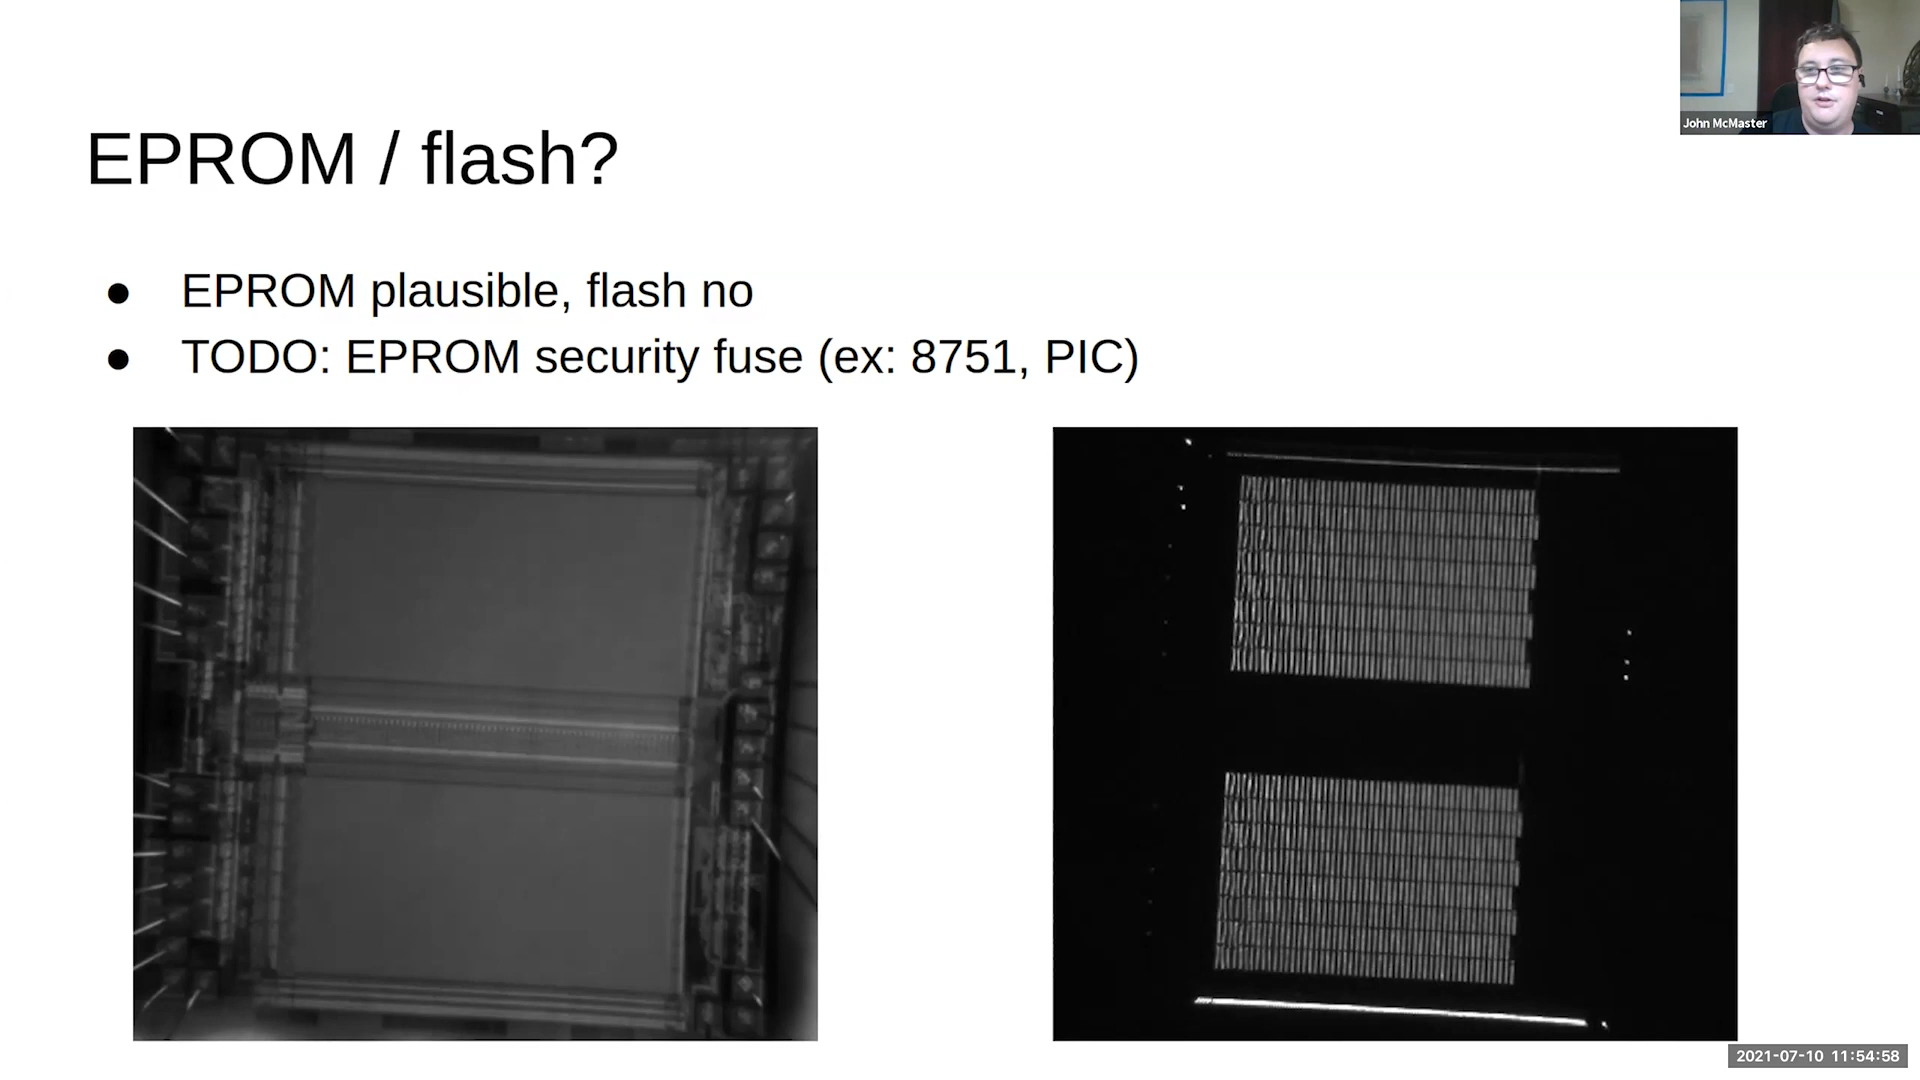 John McMaster
EPROM / flash?
● EPROM plausible, flash no
● TODO: EPROM security fuse (ex: 8751, PIC)
2021-07-10 11:54:58